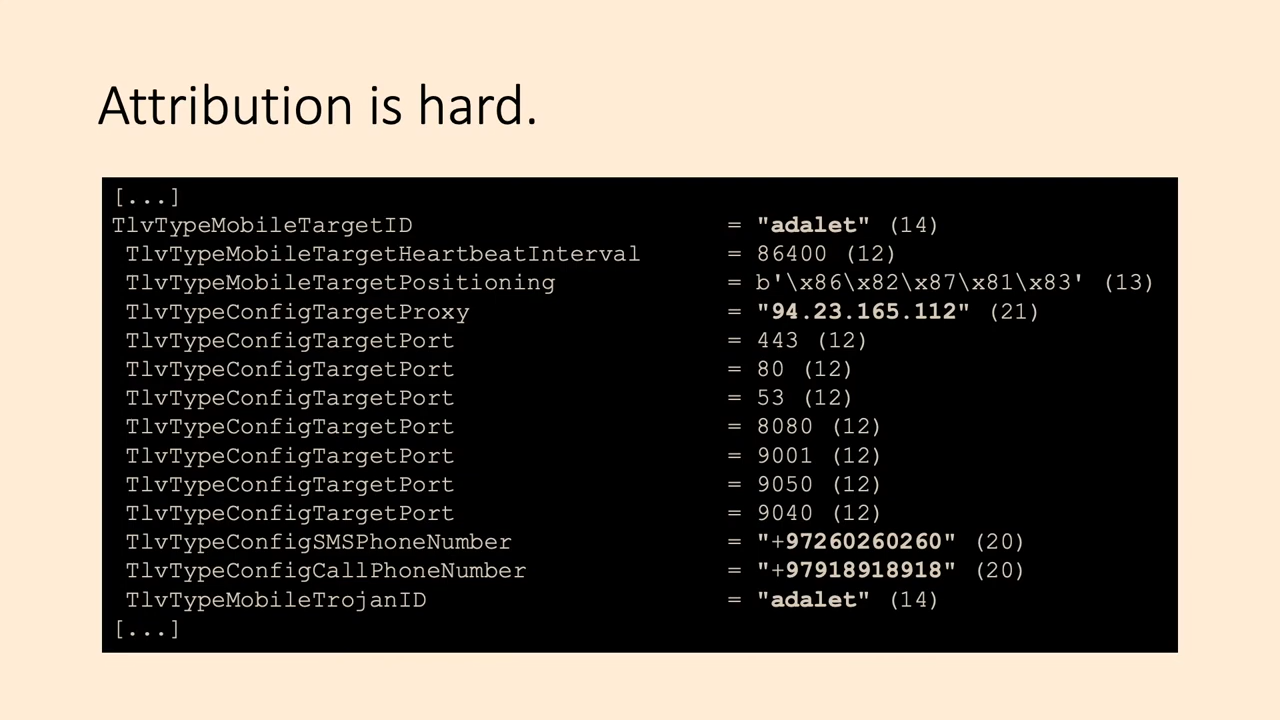 Attribution is hard.
[...]
TlvTypeMobileTargetID = "adalet" (14)
TlvTypeMobileTargetHeartbeatInterval = 86400 (12)
TlvTypeMobileTargetPositioning = b'\x86\x82\x87\x81\x83' (13)
TlvTypeConfigTargetProxy = "94.23.165.112" (21)
TlvTypeConfigTargetPort = 443 (12)
TlvTypeConfigTargetPort = 80 (12)
TlvTypeConfigTargetPort = 53 (12)
TlvTypeConfigTargetPort = 8080 (12)
TlvTypeConfigTargetPort = 9001 (12)
TlvTypeConfigTargetPort = 9050 (12)
TlvTypeConfigTargetPort = 9040 (12)
TlvTypeConfigSMSPhoneNumber = "+97260260260" (20)
TlvTypeConfigCallPhoneNumber = "+97918918918" (20)
TlvTypeMobileTrojanID = "adalet" (14)
[...]